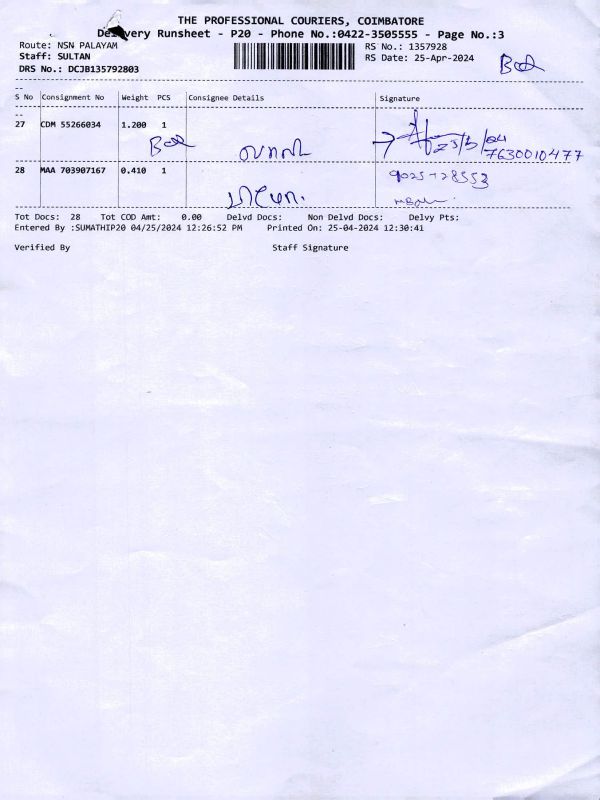 THE PROFESSIONAL COURIERS, COIMBATORE
Delivery Runsheet - P20 - Phone No.:0422-3505555 - Page No.:3
Route: NSN PALAYAM
RS No.: 1357928
Staff: SULTAN
RS Date: 25-Apr-2024
DRS No.: DCJB135792803
S No Consignment No Weight PCS Consignee Details Signature
27 CDM 55266034 1.200 1
7630010477
28 MAA 703907167 0.410 1
Tot Docs: 28 Tot COD Amt: 0.00 Delvd Docs: Non Delvd Docs: Delvy Pts:
Entered By :SUMATHIP20 04/25/2024 12:26:52 PM Printed On: 25-04-2024 12:30:41
Verified By Staff Signature